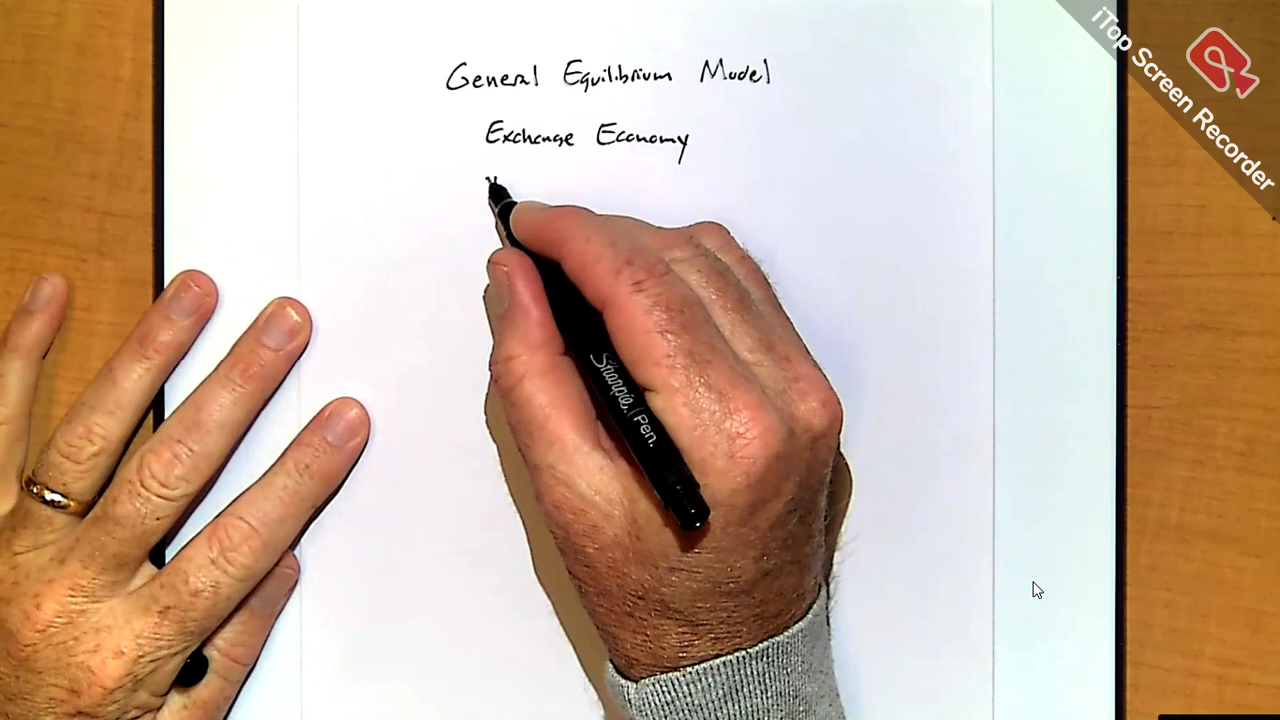 General Equilibrium Model
Exchange Economy
Sharpie. Pen.
iTop Screen Recorder